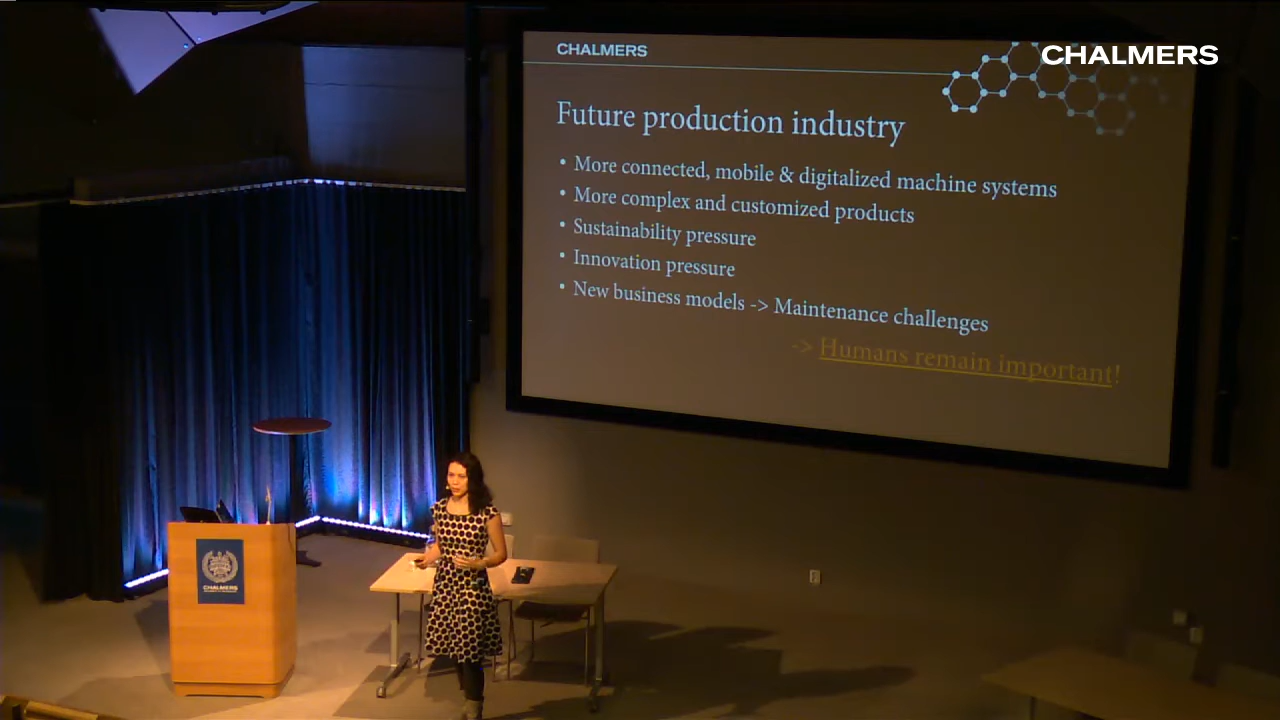 CHALMERS
CHALMERS
Future production industry
• More connected, mobile & digitalized machine systems
• More complex and customized products
• Sustainability pressure
• Innovation pressure
• New business models -> Maintenance challenges
-> Humans remain important!
CHALMERS